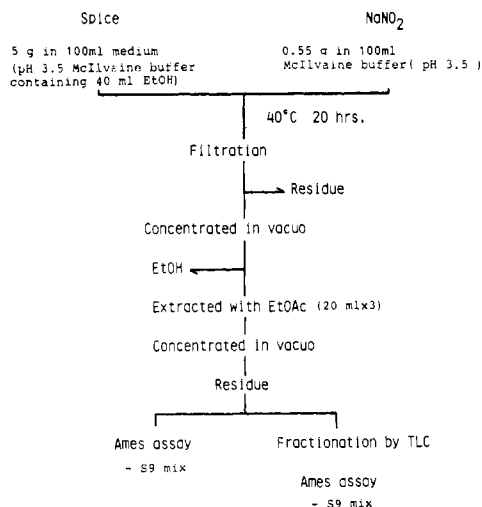 Spice
NaNO2
5 g in 100ml medium
(pH 3.5 McIlvaine buffer
containing 40 ml EtOH)
0.55 g in 100ml
McIlvaine buffer( pH 3.5 )
40°C 20 hrs.
Filtration
Residue
Concentrated in vacuo
EtOH
Extracted with EtOAc (20 mlx3)
Concentrated in vacuo
Residue
Ames assay
- S9 mix
Fractionation by TLC
Ames assay
- S9 mix